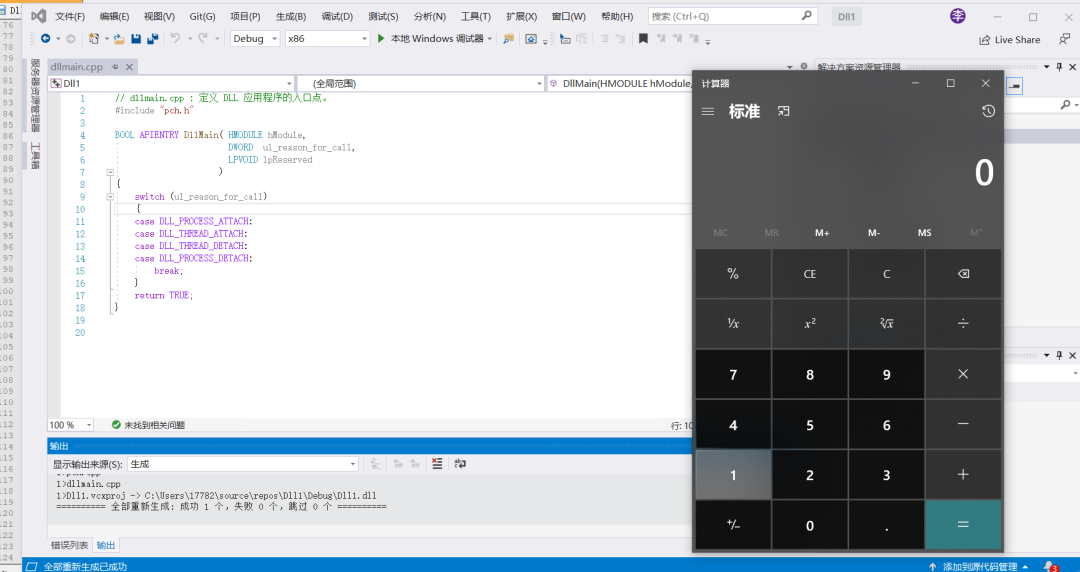 Dl
文件(F) 编辑(E) 视图(V) Git(G) 项目(P) 生成(B) 调试(D) 测试(S) 分析(N) 工具(T) 扩展(X) 窗口(W) 帮助(H) 搜索 (Ctrl+Q) Dll1 李
Debug x86 本地 Windows 调试器 Live Share
服务器资源管理器
工具箱
dllmain.cpp
Dll1 (全局范围) DllMain(HMODULE hModule,
解决方案资源管理器
1 // dllmain.cpp : 定义 DLL 应用程序的入口点。
2 #include "pch.h"
3
4 BOOL APIENTRY DllMain( HMODULE hModule,
5 DWORD ul_reason_for_call,
6 LPVOID lpReserved
7 )
8 {
9 switch (ul_reason_for_call)
10 {
11 case DLL_PROCESS_ATTACH:
12 case DLL_THREAD_ATTACH:
13 case DLL_THREAD_DETACH:
14 case DLL_PROCESS_DETACH:
15 break;
16 }
17 return TRUE;
18 }
19
20
100 % 未找到相关问题 行: 10
输出
显示输出来源(S): 生成
1>dllmain.cpp
1>Dll1.vcxproj -> C:\Users\17782\source\repos\Dll1\Debug\Dll1.dll
========== 全部重新生成: 成功 1 个，失败 0 个，跳过 0 个 ==========
错误列表 输出
全部重新生成已成功 添加到源代码管理 3
计算器
标准
0
MC MR M+ M- MS M˅
% CE C
¹/x x² ²√x ÷
7 8 9 ×
4 5 6 −
1 2 3 +
+/− 0 . =